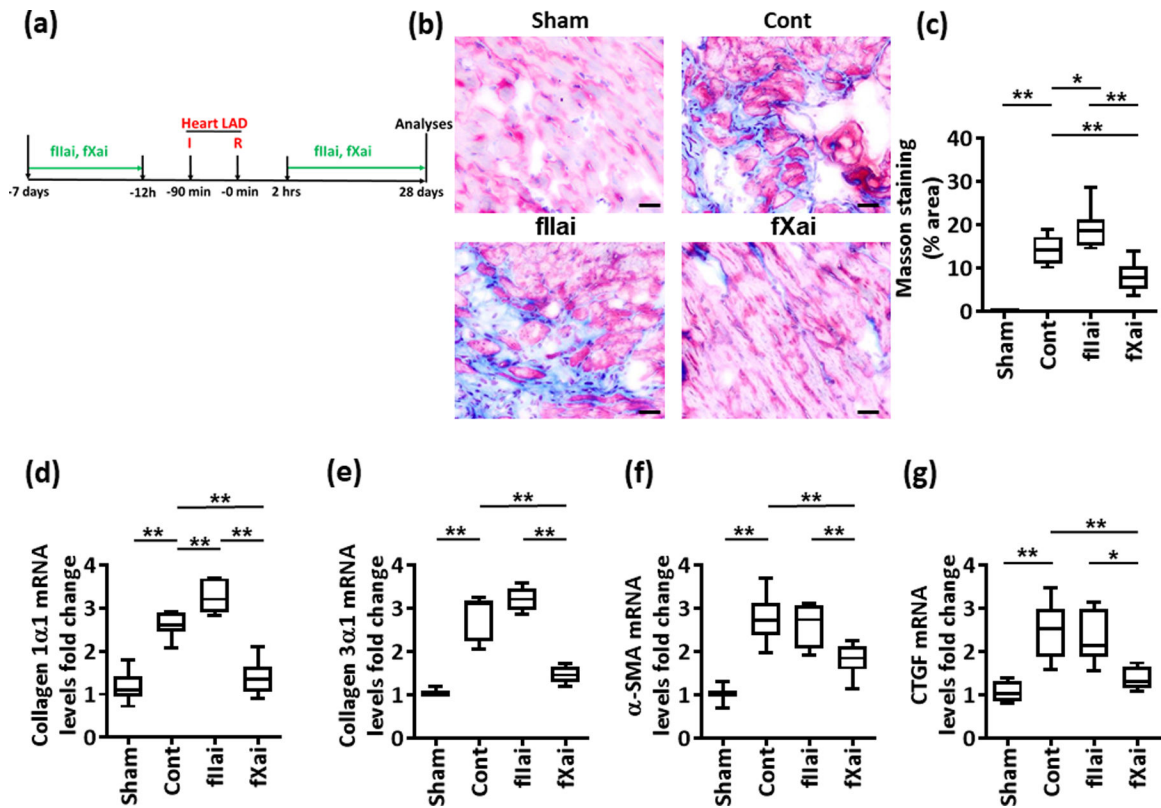 (a)
Heart LAD
I R
Analyses
fIIai, fXai
fIIai, fXai
-7 days
-12h
-90 min
-0 min
2 hrs
28 days
(b)
Sham
Cont
fIIai
fXai
(c)
** * **
**
Masson staining
(% area)
40
30
20
10
0
Sham
Cont
fIIai
fXai
(d)
**
** ** **
Collagen 1α1 mRNA
levels fold change
4
3
2
1
0
Sham
Cont
fIIai
fXai
(e)
**
** **
Collagen 3α1 mRNA
levels fold change
4
3
2
1
0
Sham
Cont
fIIai
fXai
(f)
**
** **
α-SMA mRNA
levels fold change
4
3
2
1
0
Sham
Cont
fIIai
fXai
(g)
**
** *
CTGF mRNA
levels fold change
4
3
2
1
0
Sham
Cont
fIIai
fXai